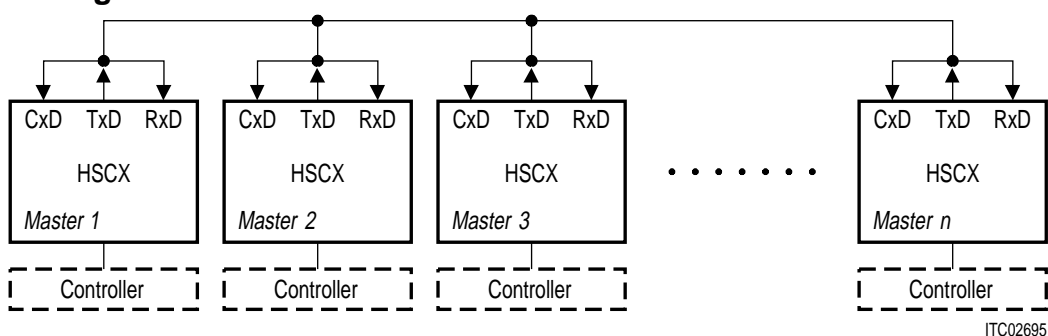 CxD TxD RxD CxD TxD RxD CxD TxD RxD CxD TxD RxD
HSCX HSCX HSCX HSCX
Master 1 Master 2 Master 3 Master n
Controller Controller Controller Controller
ITC02695